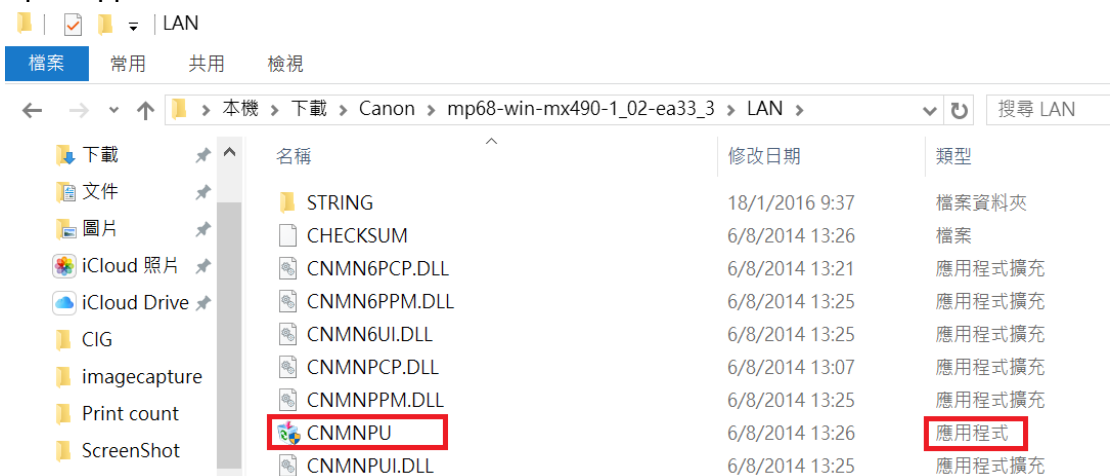 LAN
檔案 常用 共用 檢視
本機 > 下載 > Canon > mp68-win-mx490-1_02-ea33_3 > LAN > 搜尋 LAN
名稱 修改日期 類型
下載
文件
圖片
iCloud 照片
iCloud Drive
CIG
imagecapture
Print count
ScreenShot
STRING 18/1/2016 9:37 檔案資料夾
CHECKSUM 6/8/2014 13:26 檔案
CNMN6PCP.DLL 6/8/2014 13:21 應用程式擴充
CNMN6PPM.DLL 6/8/2014 13:25 應用程式擴充
CNMN6UI.DLL 6/8/2014 13:25 應用程式擴充
CNMNPCP.DLL 6/8/2014 13:07 應用程式擴充
CNMNPPM.DLL 6/8/2014 13:25 應用程式擴充
CNMNPU 6/8/2014 13:26 應用程式
CNMNPUI.DLL 6/8/2014 13:25 應用程式擴充